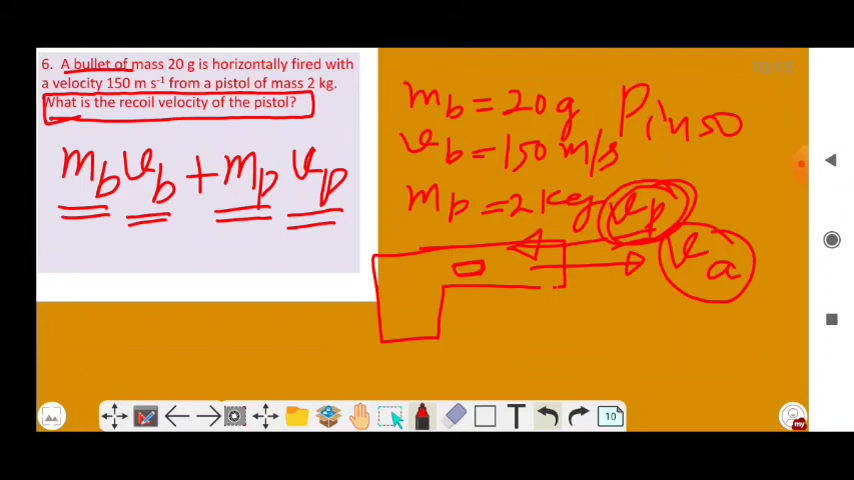 6. A bullet of mass 20 g is horizontally fired with
a velocity 150 m s⁻¹ from a pistol of mass 2 kg.
What is the recoil velocity of the pistol?
m_b v_b + m_p v_p
m_b = 20g
v_b = 150 m/s
m_p = 2 kg v_p
v
a
T
10
my